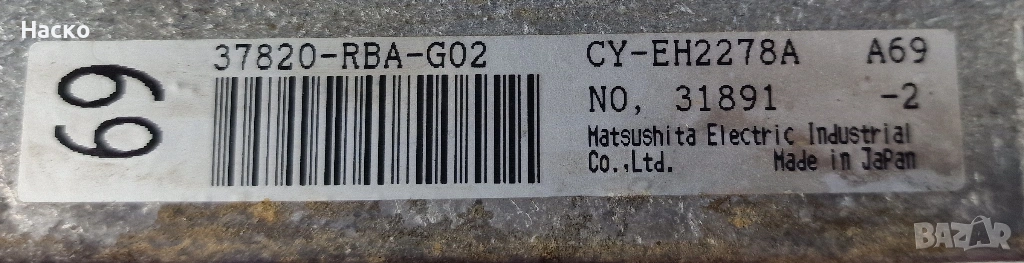 Наско
69
37820-RBA-G02
CY-EH2278A A69
NO, 31891 -2
Matsushita Electric Industrial
Co.,Ltd. Made in JaPan
BAZAR